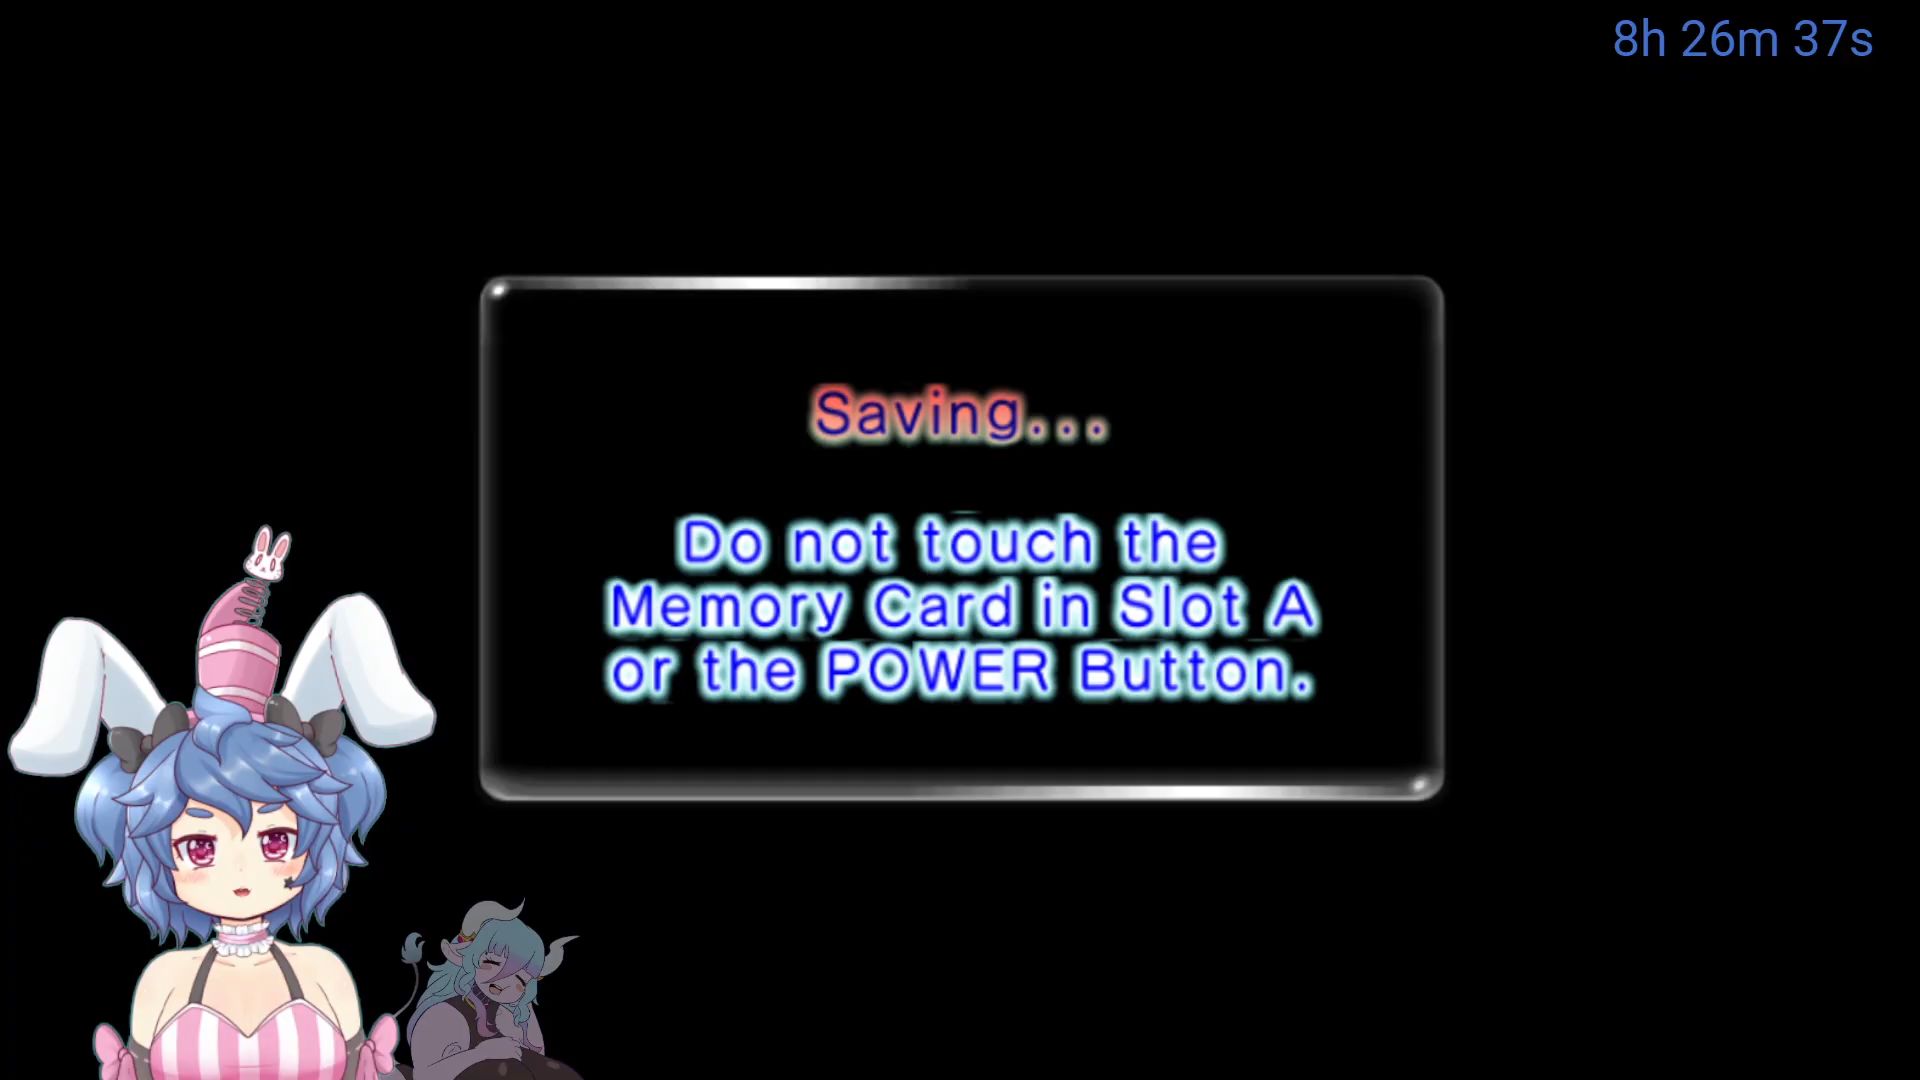 8h 26m 37s
Saving...
Do not touch the
Memory Card in Slot A
or the POWER Button.